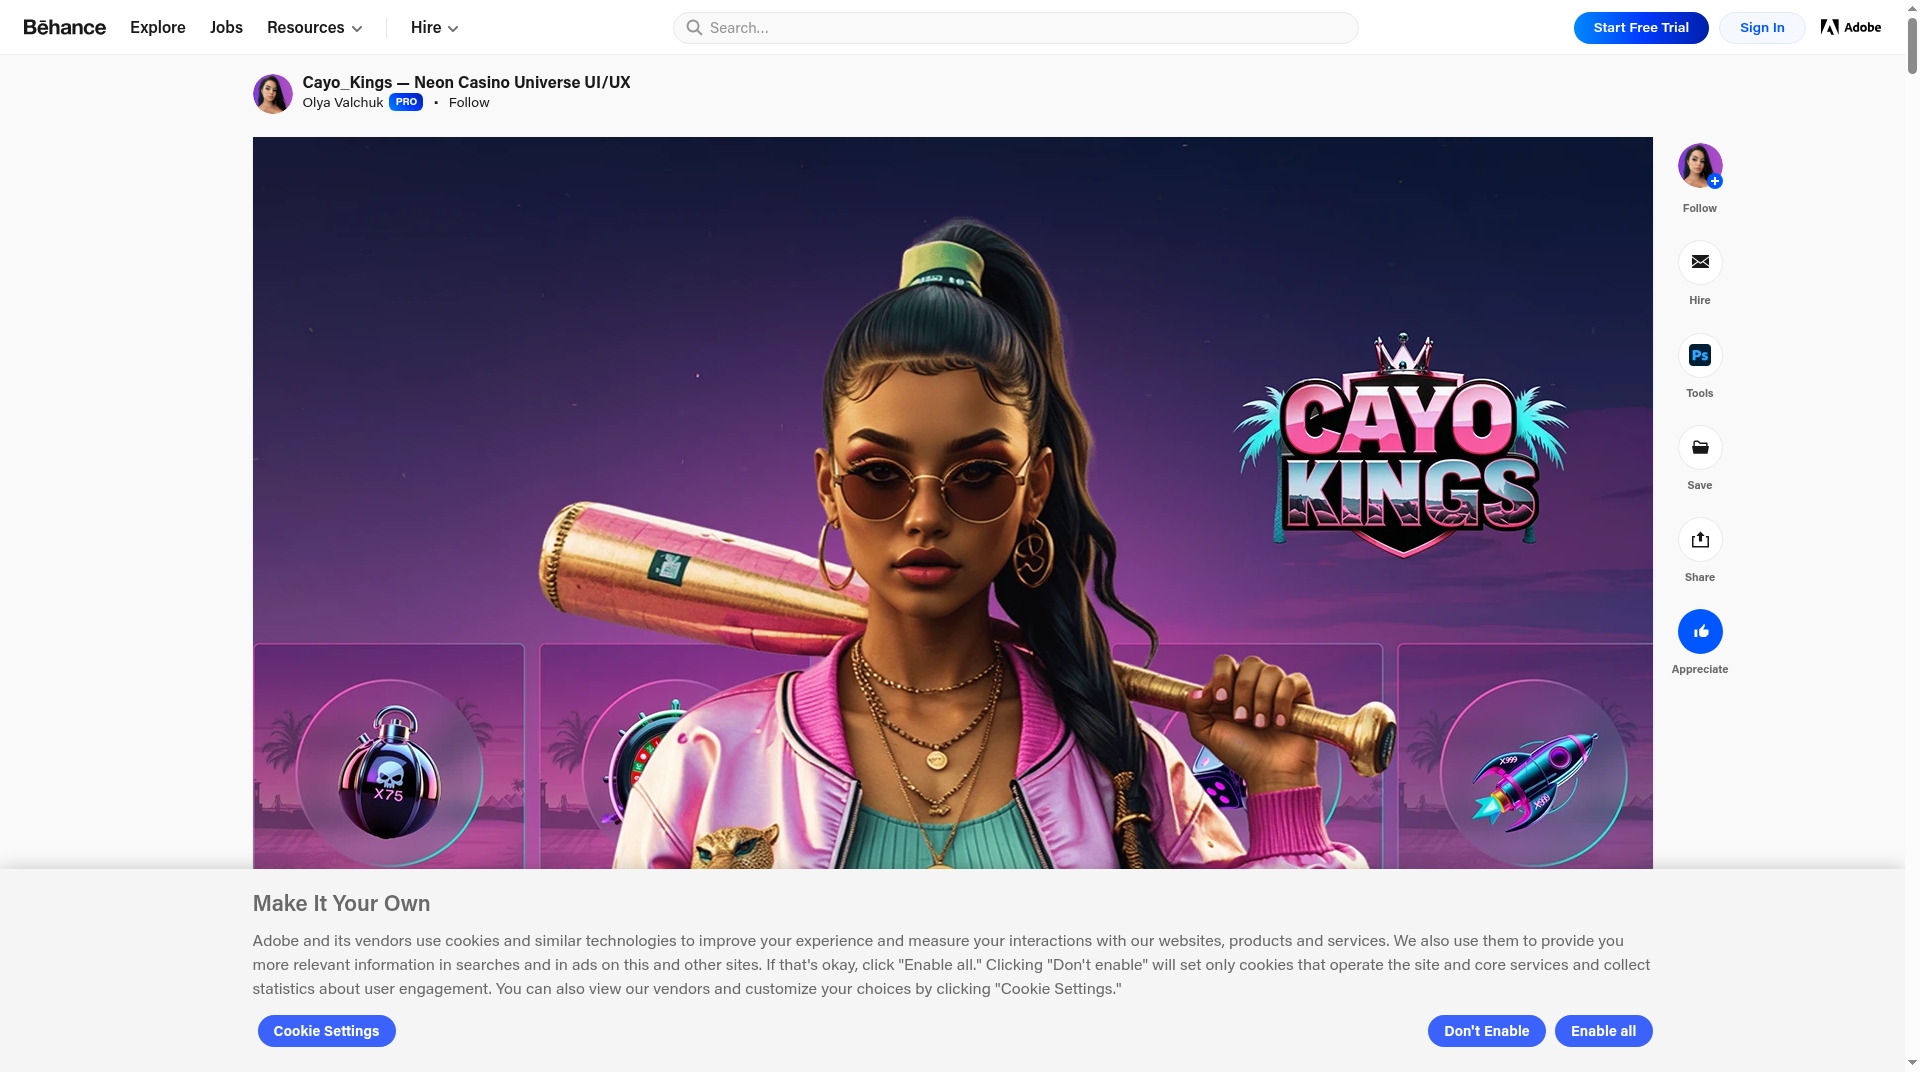 Bēhance
Explore
Jobs
Resources
Hire
Search...
Start Free Trial
Sign In
Adobe
Cayo_Kings — Neon Casino Universe UI/UX
Olya Valchuk PRO • Follow
CAYO
KINGS
X75
X999
X999
Follow
Hire
Ps
Tools
Save
Share
Appreciate
Make It Your Own
Adobe and its vendors use cookies and similar technologies to improve your experience and measure your interactions with our websites, products and services. We also use them to provide you
more relevant information in searches and in ads on this and other sites. If that's okay, click "Enable all." Clicking "Don't enable" will set only cookies that operate the site and core services and collect
statistics about user engagement. You can also view our vendors and customize your choices by clicking "Cookie Settings."
Cookie Settings
Don't Enable
Enable all